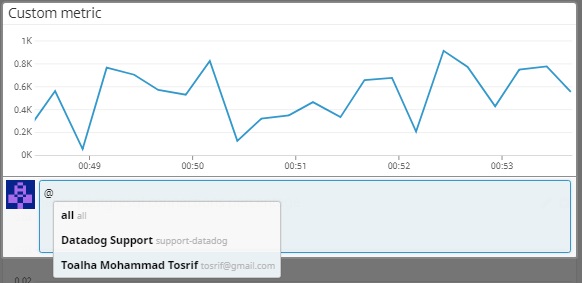 Custom metric
1K
0.8K
0.6K
0.4K
0.2K
0K
00:49 00:50 00:51 00:52 00:53
@
all all
Datadog Support support-datadog
Toalha Mohammad Tosrif tosrif@gmail.com
0.02